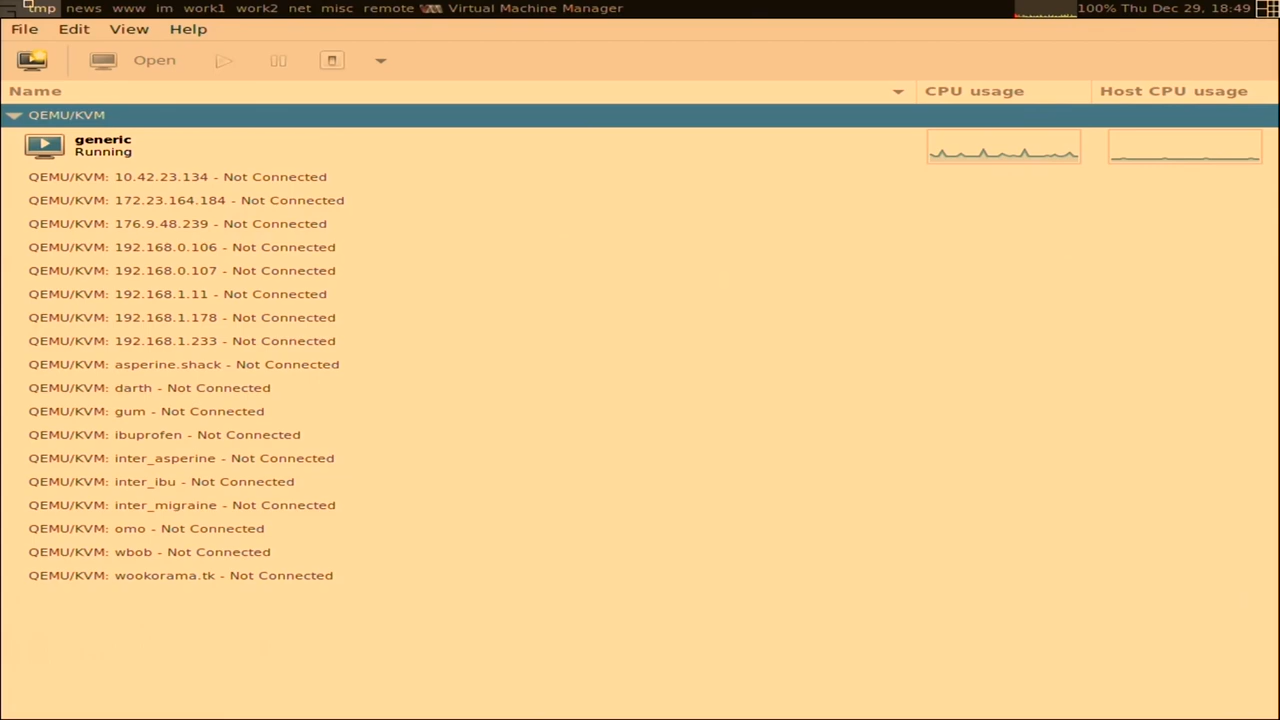 tmp news www im work1 work2 net misc remote Virtual Machine Manager 100% Thu Dec 29, 18:49
File Edit View Help
Open
Name CPU usage Host CPU usage
QEMU/KVM
generic
Running
QEMU/KVM: 10.42.23.134 - Not Connected
QEMU/KVM: 172.23.164.184 - Not Connected
QEMU/KVM: 176.9.48.239 - Not Connected
QEMU/KVM: 192.168.0.106 - Not Connected
QEMU/KVM: 192.168.0.107 - Not Connected
QEMU/KVM: 192.168.1.11 - Not Connected
QEMU/KVM: 192.168.1.178 - Not Connected
QEMU/KVM: 192.168.1.233 - Not Connected
QEMU/KVM: asperine.shack - Not Connected
QEMU/KVM: darth - Not Connected
QEMU/KVM: gum - Not Connected
QEMU/KVM: ibuprofen - Not Connected
QEMU/KVM: inter_asperine - Not Connected
QEMU/KVM: inter_ibu - Not Connected
QEMU/KVM: inter_migraine - Not Connected
QEMU/KVM: omo - Not Connected
QEMU/KVM: wbob - Not Connected
QEMU/KVM: wookorama.tk - Not Connected